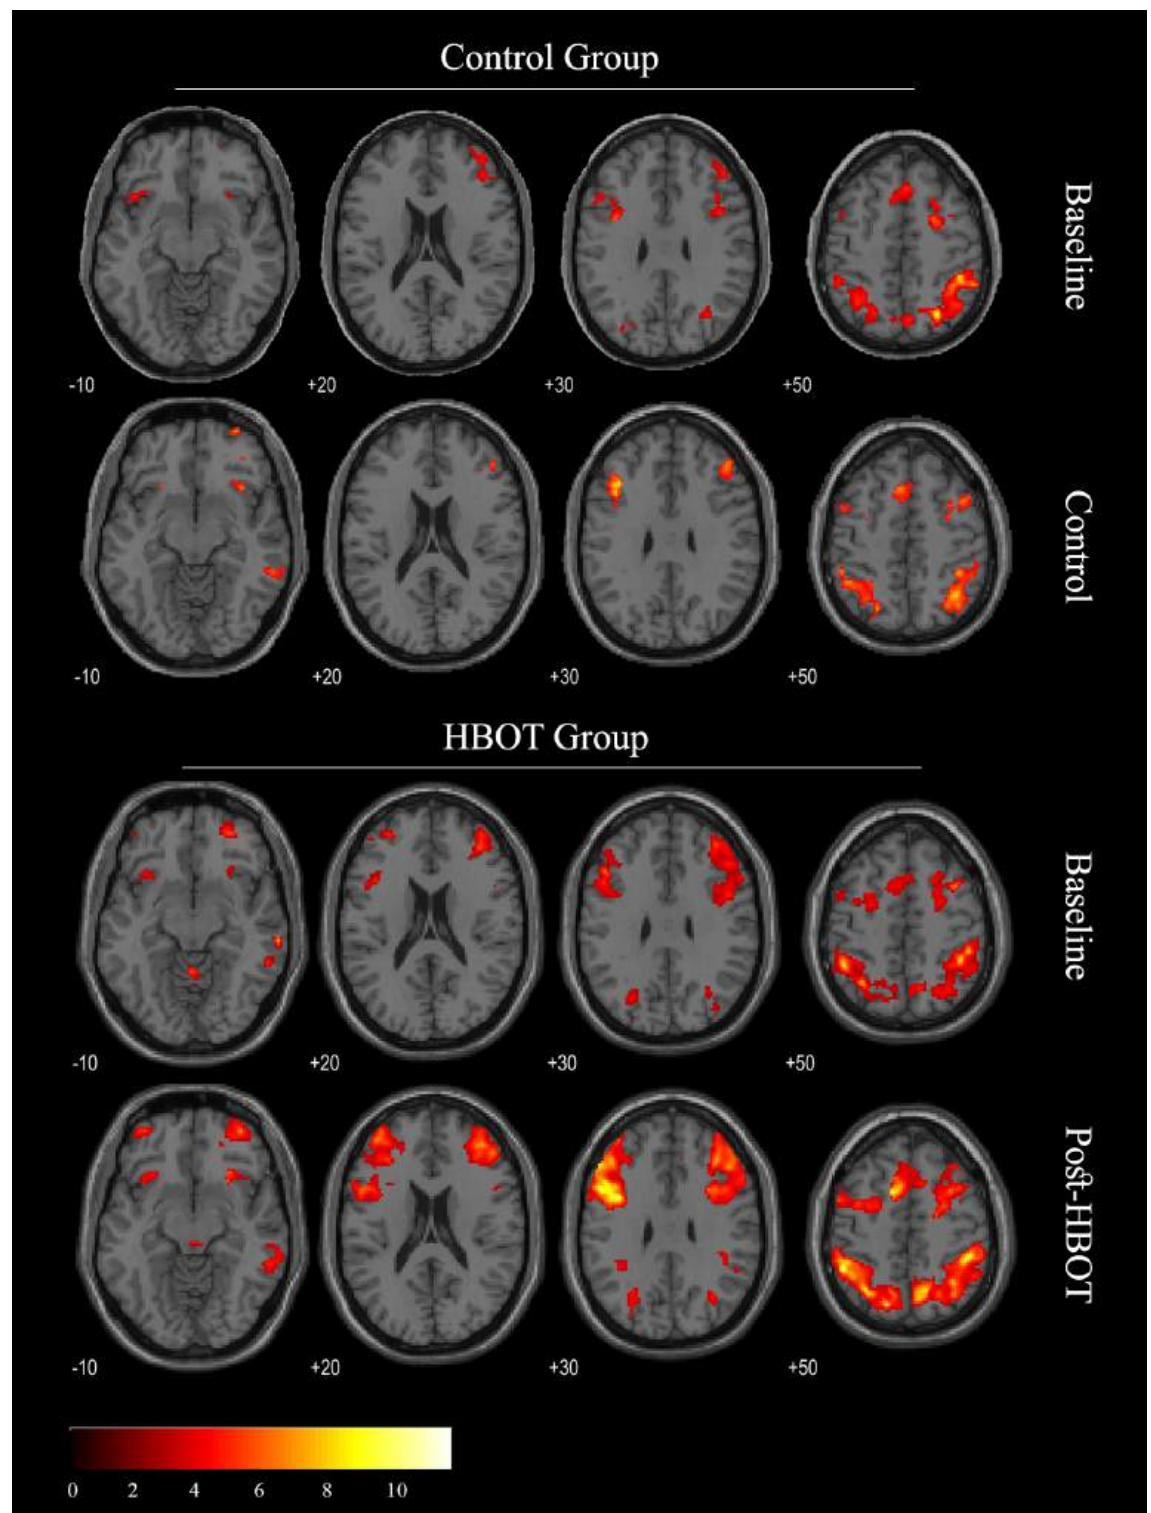 Control Group
Baseline
-10 +20 +30 +50
Control
-10 +20 +30 +50
HBOT Group
Baseline
-10 +20 +30 +50
Post-HBOT
-10 +20 +30 +50
0 2 4 6 8 10